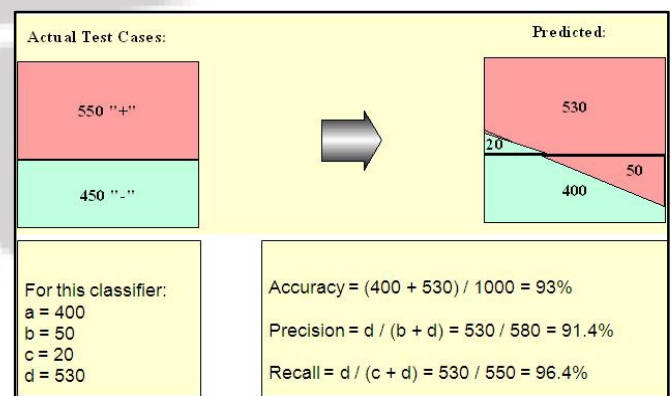 Actual Test Cases:
Predicted:
550 "+"
530
20
50
450 "-"
400
For this classifier:
a = 400
b = 50
c = 20
d = 530
Accuracy = (400 + 530) / 1000 = 93%
Precision = d / (b + d) = 530 / 580 = 91.4%
Recall = d / (c + d) = 530 / 550 = 96.4%